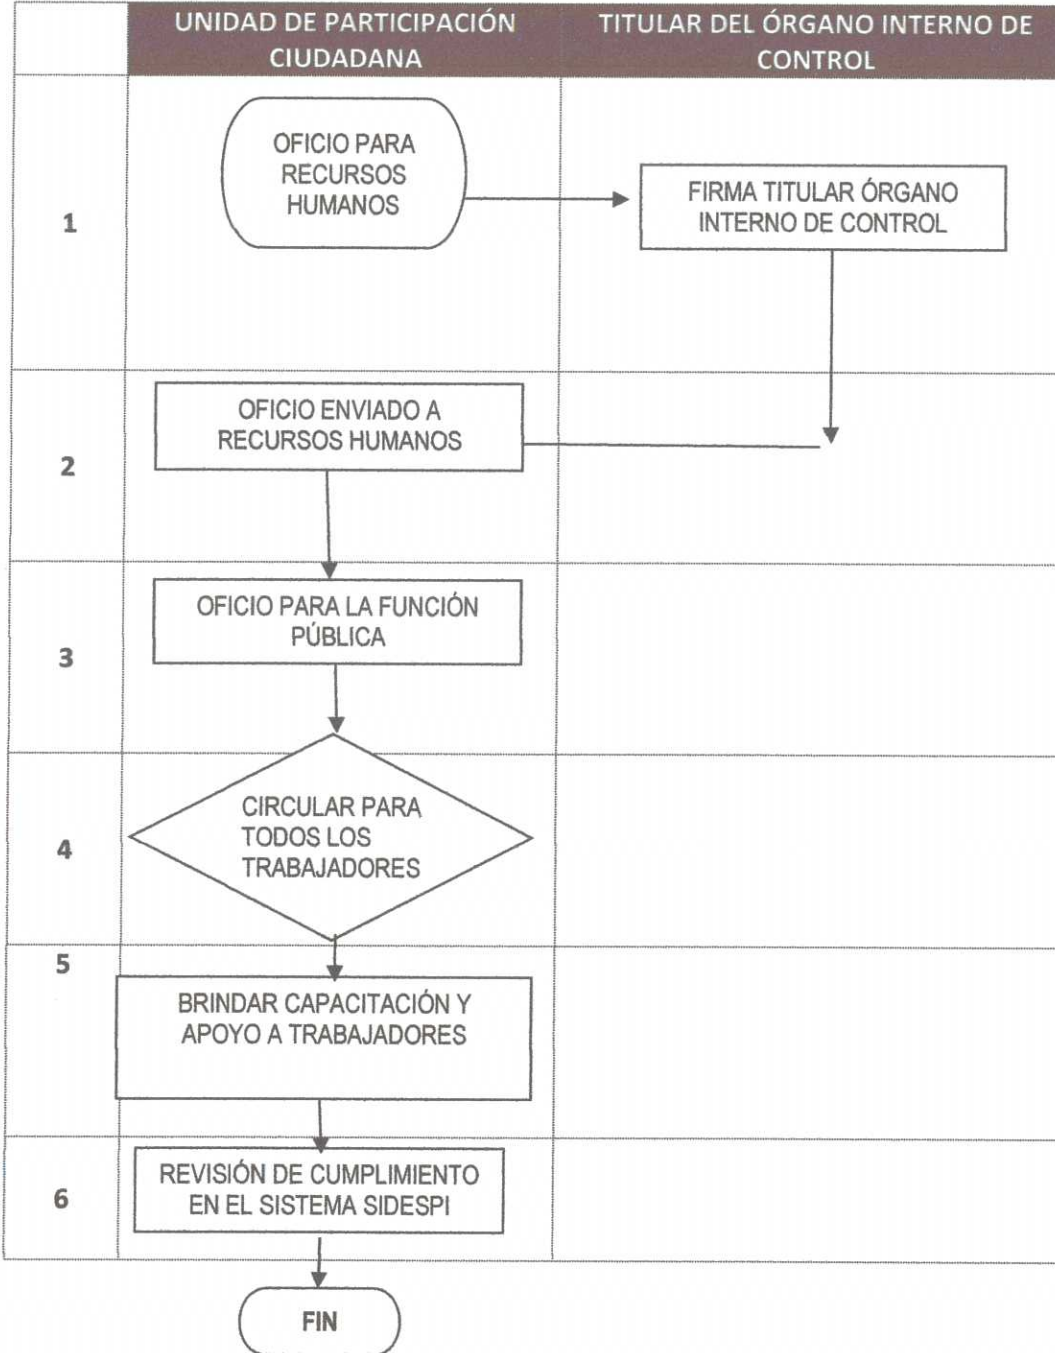 UNIDAD DE PARTICIPACIÓN
CIUDADANA
TITULAR DEL ÓRGANO INTERNO DE
CONTROL
1
OFICIO PARA
RECURSOS
HUMANOS
FIRMA TITULAR ÓRGANO
INTERNO DE CONTROL
2
OFICIO ENVIADO A
RECURSOS HUMANOS
3
OFICIO PARA LA FUNCIÓN
PÚBLICA
4
CIRCULAR PARA
TODOS LOS
TRABAJADORES
5
BRINDAR CAPACITACIÓN Y
APOYO A TRABAJADORES
6
REVISIÓN DE CUMPLIMIENTO
EN EL SISTEMA SIDESPI
FIN